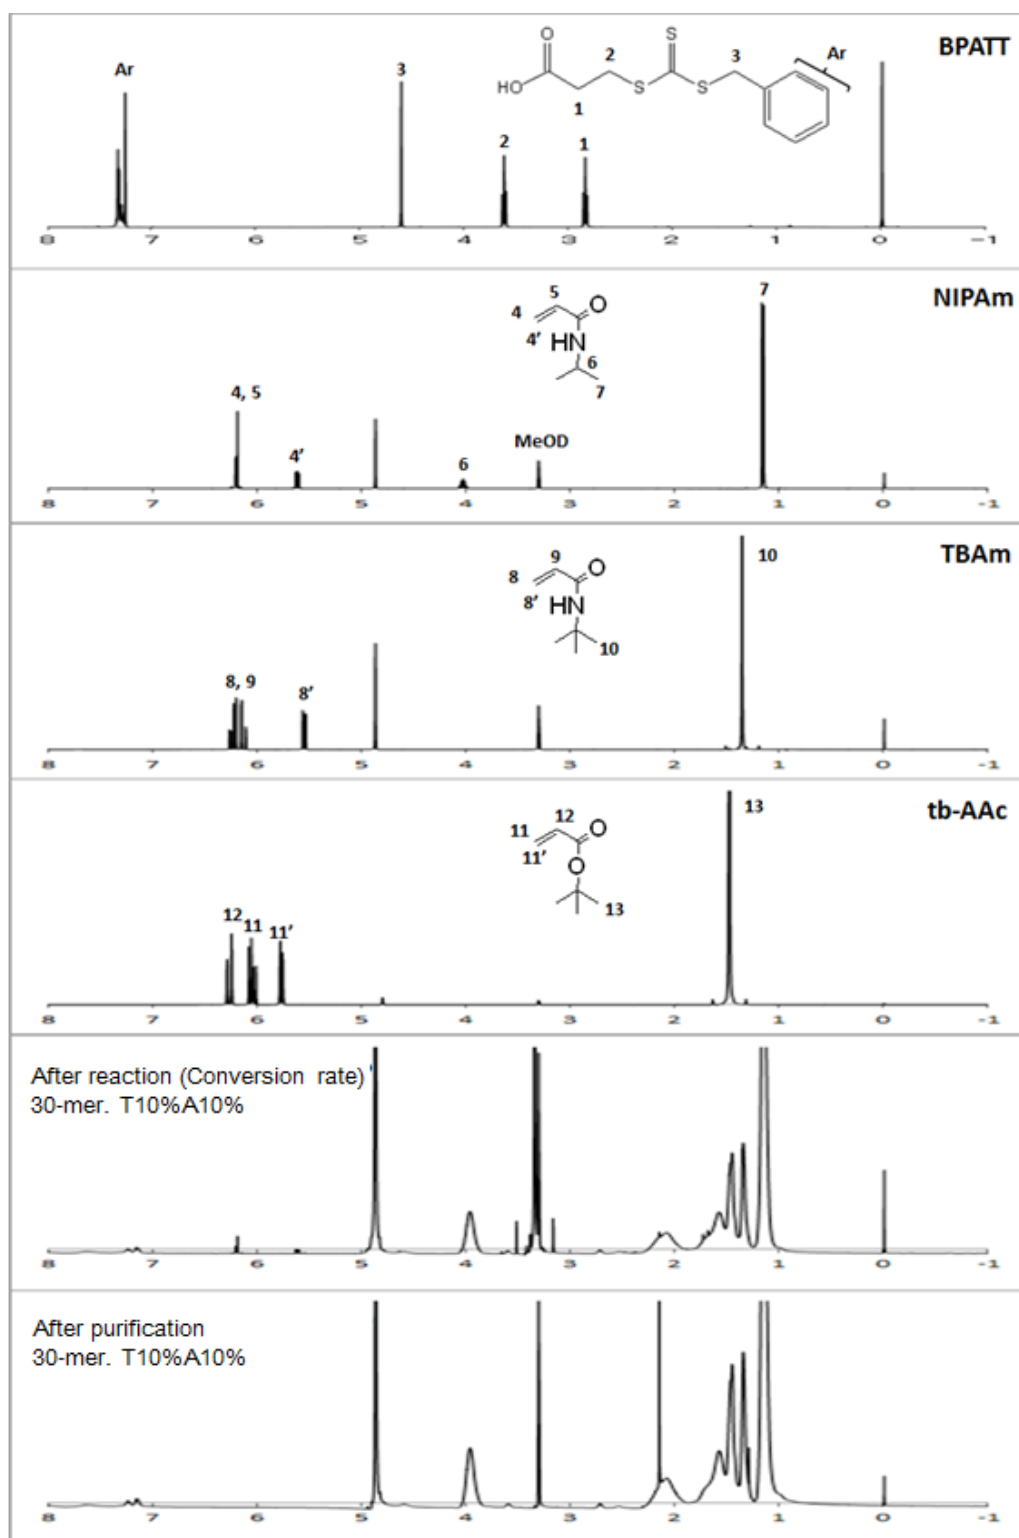 BPATT
Ar
3
2
1
O
HO
1
2
S
S
S
3
Ar
8 7 6 5 4 3 2 1 0 -1
NIPAm
4, 5
4'
6
MeOD
7
5
4
4'
O
HN
6
7
8 7 6 5 4 3 2 1 0 -1
TBAm
8, 9
8'
10
9
8
8'
O
HN
10
8 7 6 5 4 3 2 1 0 -1
tb-AAc
12 11 11'
13
12
11
11'
O
O
13
8 7 6 5 4 3 2 1 0 -1
After reaction (Conversion rate)
30-mer. T10%A10%
8 7 6 5 4 3 2 1 0 -1
After purification
30-mer. T10%A10%
8 7 6 5 4 3 2 1 0 -1